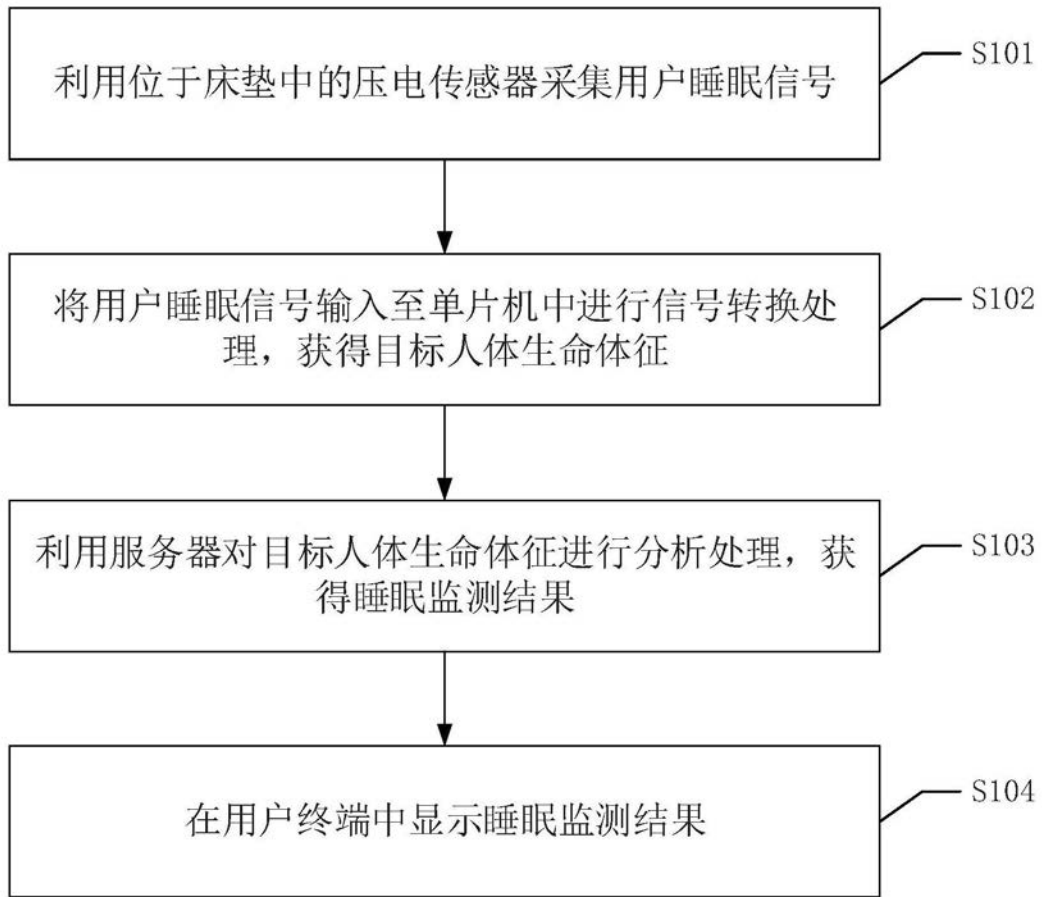 利用位于床垫中的压电传感器采集用户睡眠信号
S101
将用户睡眠信号输入至单片机中进行信号转换处
理，获得目标人体生命体征
S102
利用服务器对目标人体生命体征进行分析处理，获
得睡眠监测结果
S103
在用户终端中显示睡眠监测结果
S104